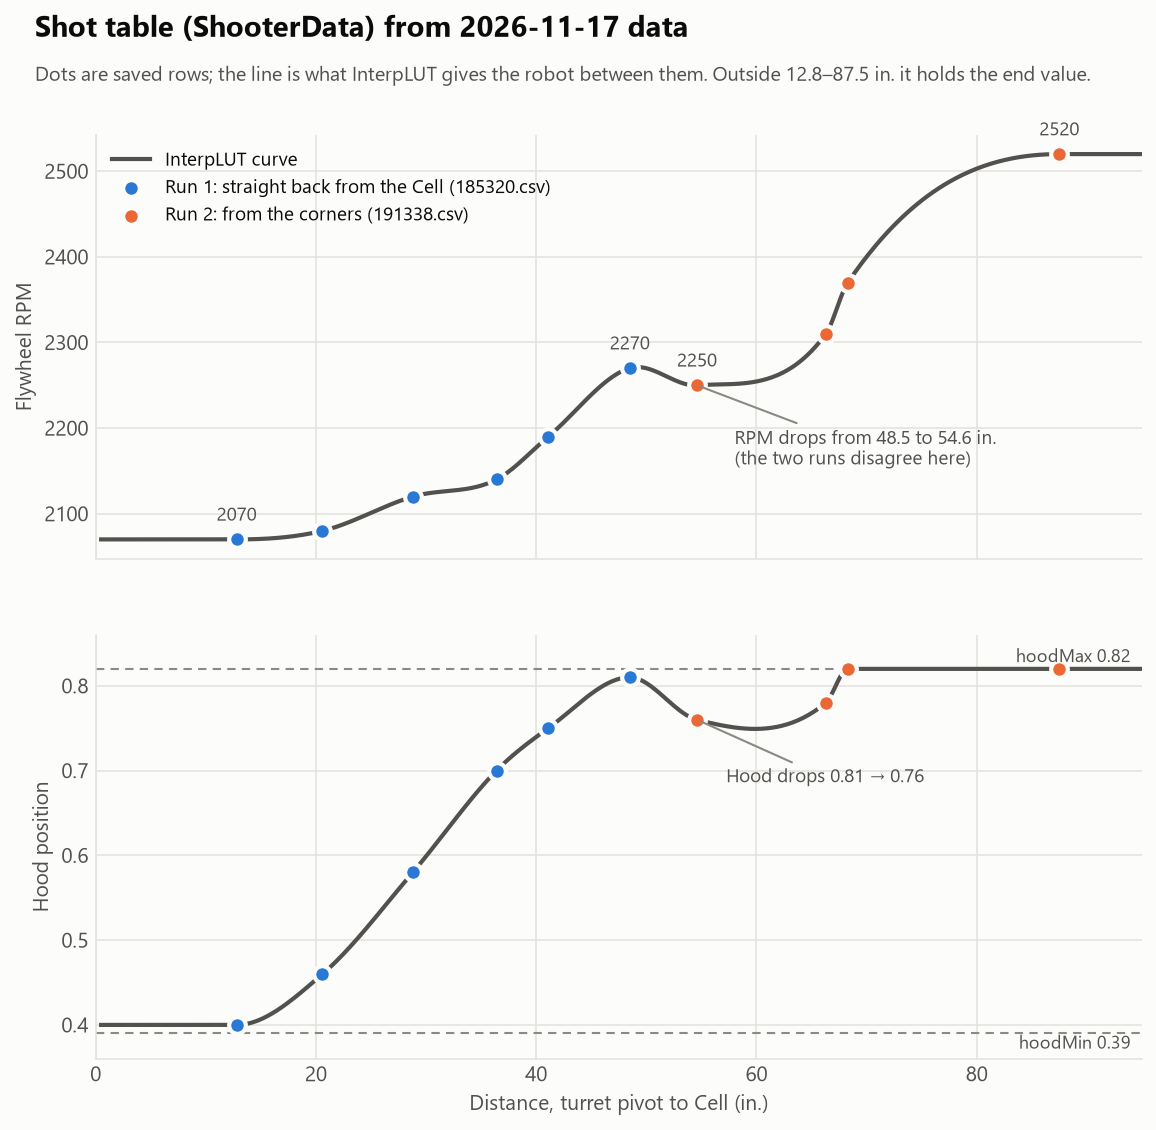 Shot table (ShooterData) from 2026-11-17 data
Dots are saved rows; the line is what InterpLUT gives the robot between them. Outside 12.8–87.5 in. it holds the end value.
2520
InterpLUT curve
Run 1: straight back from the Cell (185320.csv)
Run 2: from the corners (191338.csv)
2500
2400
2300
2200
2100
Flywheel RPM
2270
2250
2070
RPM drops from 48.5 to 54.6 in.
(the two runs disagree here)
hoodMax 0.82
0.8
0.7
0.6
0.5
0.4
Hood position
Hood drops 0.81 → 0.76
hoodMin 0.39
0
20
40
60
80
Distance, turret pivot to Cell (in.)